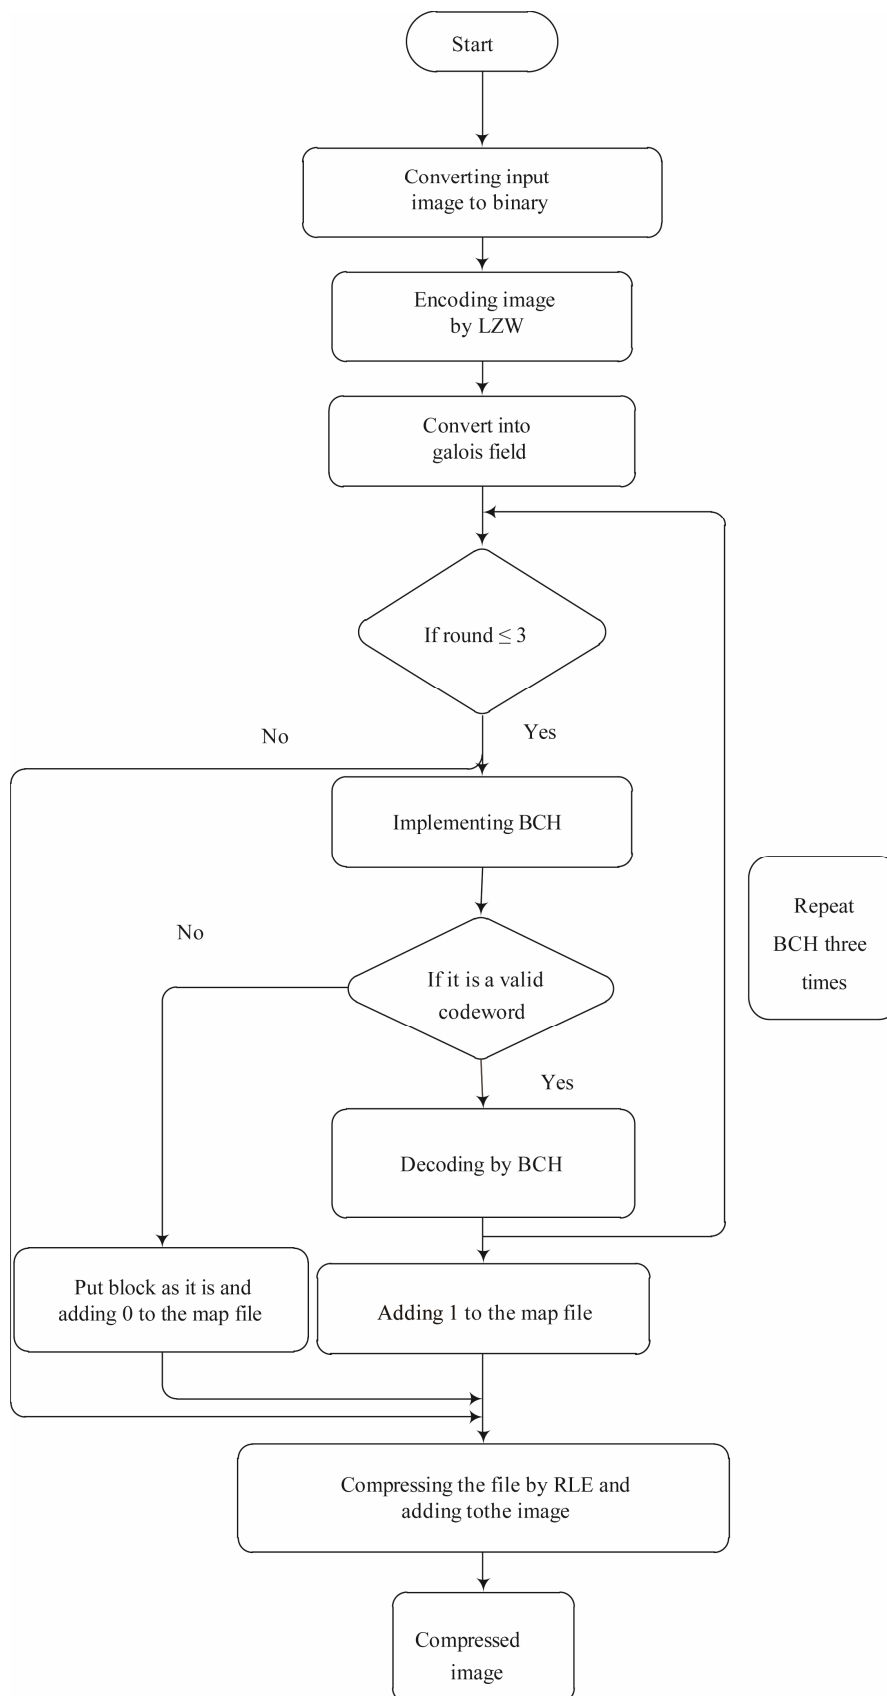 Start
Converting input
image to binary
Encoding image
by LZW
Convert into
galois field
If round ≤ 3
No
Yes
Implementing BCH
Repeat
BCH three
times
No
If it is a valid
codeword
Yes
Decoding by BCH
Put block as it is and
adding 0 to the map file
Adding 1 to the map file
Compressing the file by RLE and
adding tothe image
Compressed
image